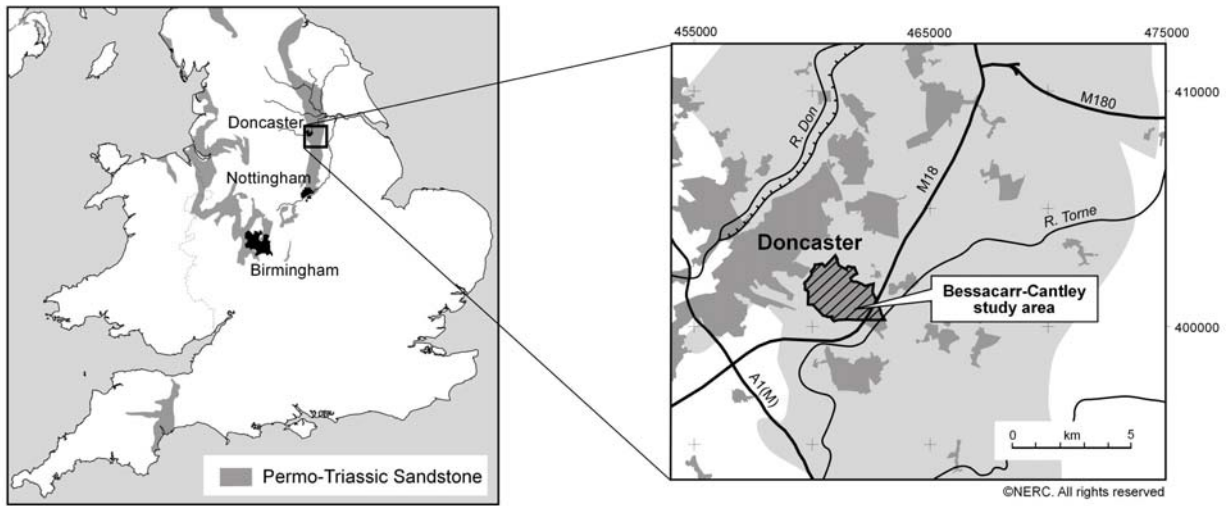 Doncaster
Nottingham
Birmingham
Permo-Triassic Sandstone
455000
465000
475000
410000
400000
R. Don
M180
M18
R. Torne
Doncaster
Bessacarr-Cantley
study area
A1(M)
0 km 5
©NERC. All rights reserved